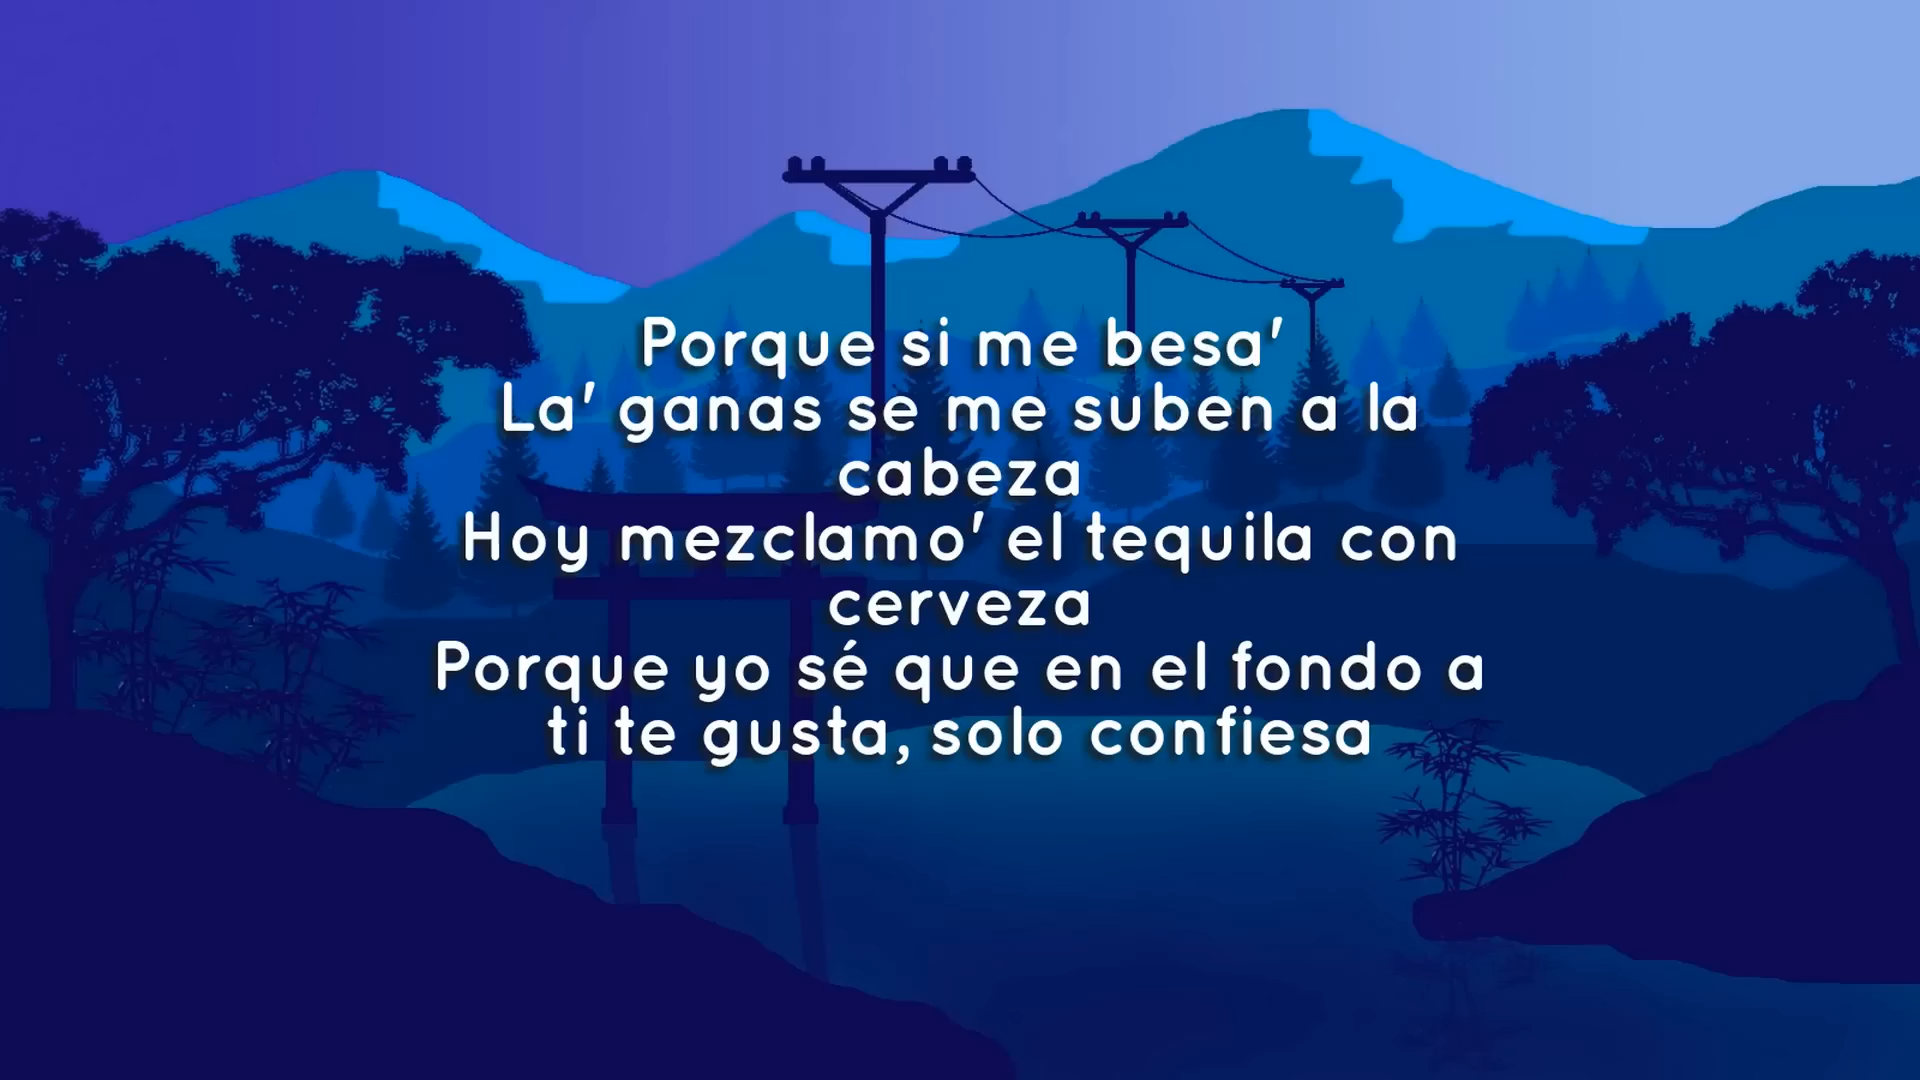 Porque si me besa'
La' ganas se me suben a la
cabeza
Hoy mezclamo' el tequila con
cerveza
Porque yo sé que en el fondo a
ti te gusta, solo confiesa